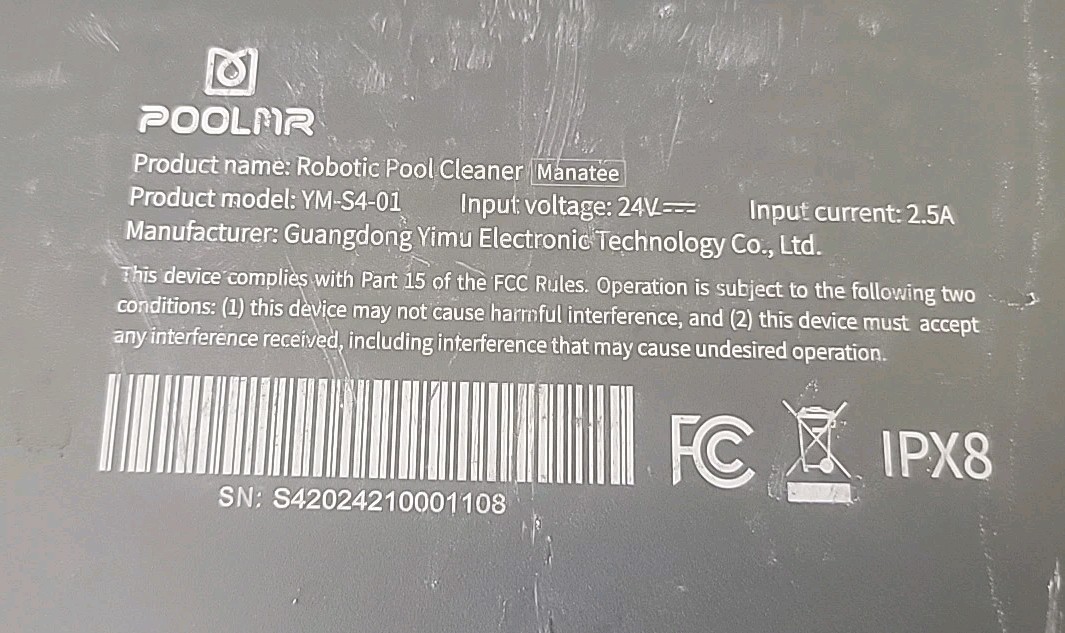 POOLMR
Product name: Robotic Pool Cleaner Manatee
Product model: YM-S4-01 Input voltage: 24V⎓ Input current: 2.5A
Manufacturer: Guangdong Yimu Electronic Technology Co., Ltd.
This device complies with Part 15 of the FCC Rules. Operation is subject to the following two
conditions: (1) this device may not cause harmful interference, and (2) this device must accept
any interference received, including interference that may cause undesired operation.
FC IPX8
SN: S42024210001108